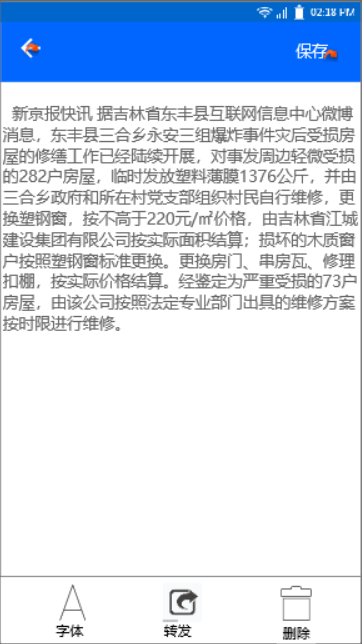 02:18 PM
保存
新京报快讯 据吉林省东丰县互联网信息中心微博
消息，东丰县三合乡永安三组爆炸事件灾后受损房
屋的修缮工作已经陆续开展，对事发周边轻微受损
的282户房屋，临时发放塑料薄膜1376公斤，并由
三合乡政府和所在村党支部组织村民自行维修，更
换塑钢窗，按不高于220元/㎡价格，由吉林省江城
建设集团有限公司按实际面积结算；损坏的木质窗
户按照塑钢窗标准更换。更换房门、串房瓦、修理
扣棚，按实际价格结算。经鉴定为严重受损的73户
房屋，由该公司按照法定专业部门出具的维修方案
按时限进行维修。
字体
转发
删除